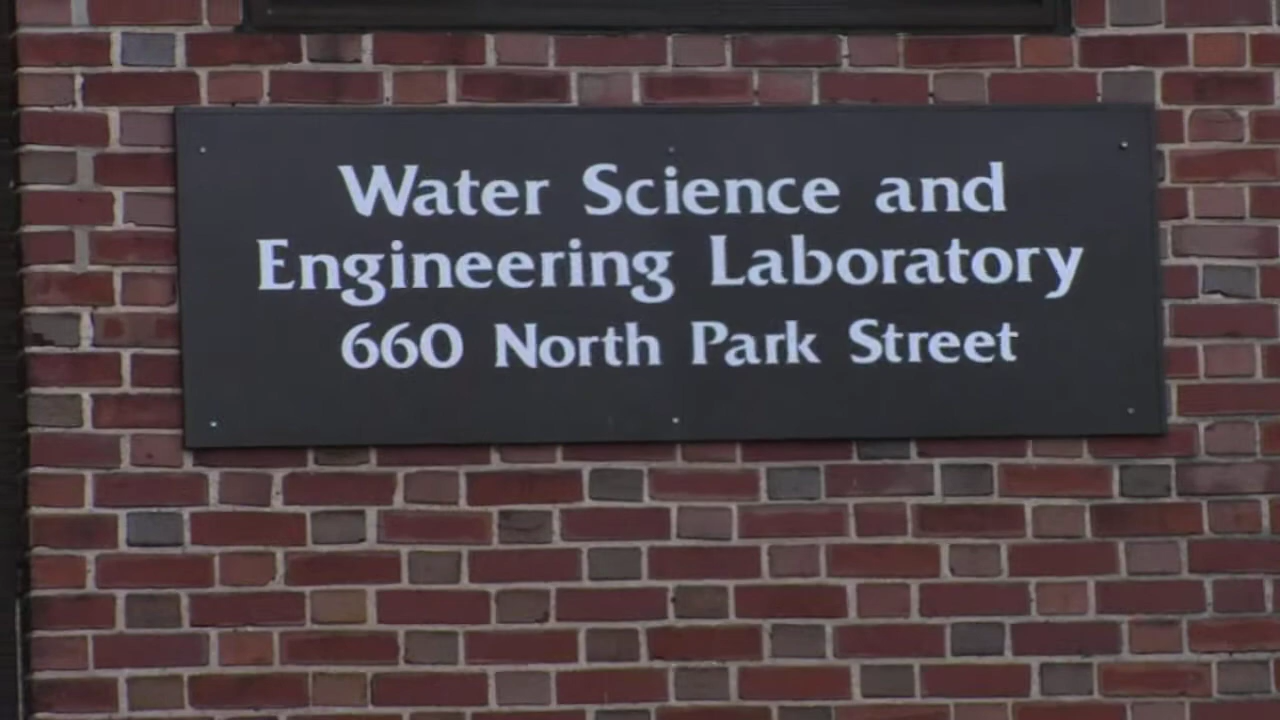 Water Science and
Engineering Laboratory
660 North Park Street